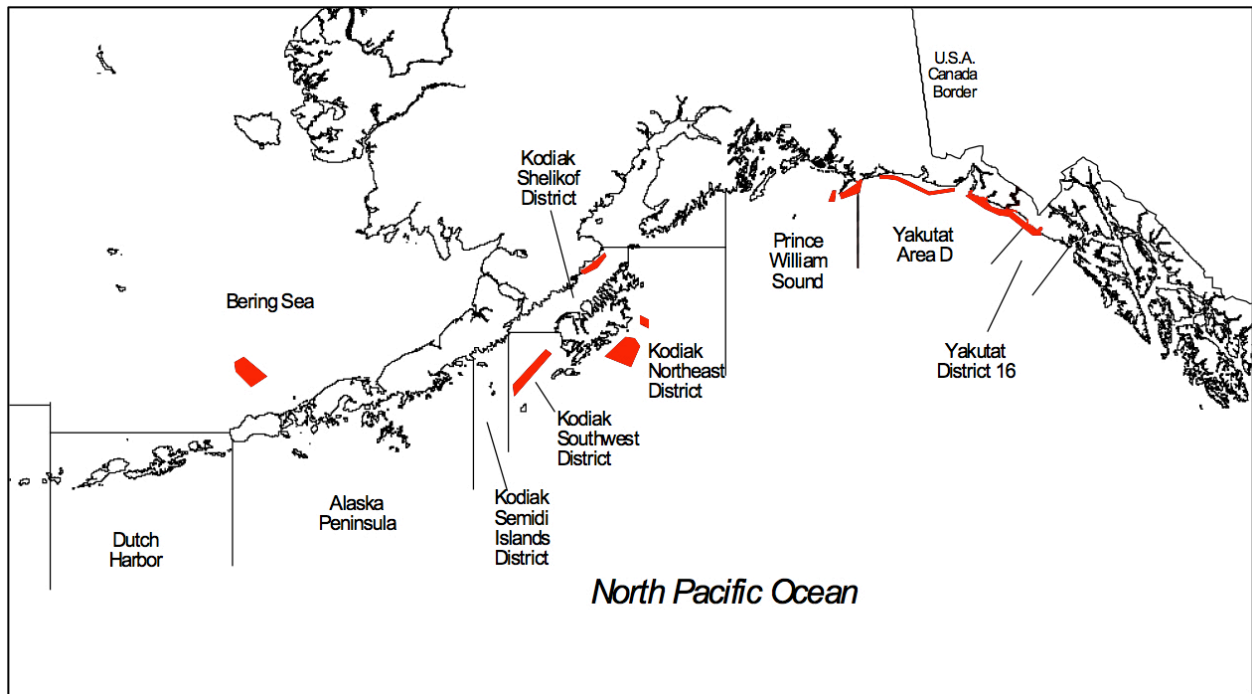 U.S.A.
Canada
Border
Kodiak
Shelikof
District
Prince
William
Sound
Yakutat
Area D
Bering Sea
Yakutat
District 16
Kodiak
Northeast
District
Kodiak
Southwest
District
Kodiak
Semidi
Islands
District
Alaska
Peninsula
Dutch
Harbor
North Pacific Ocean